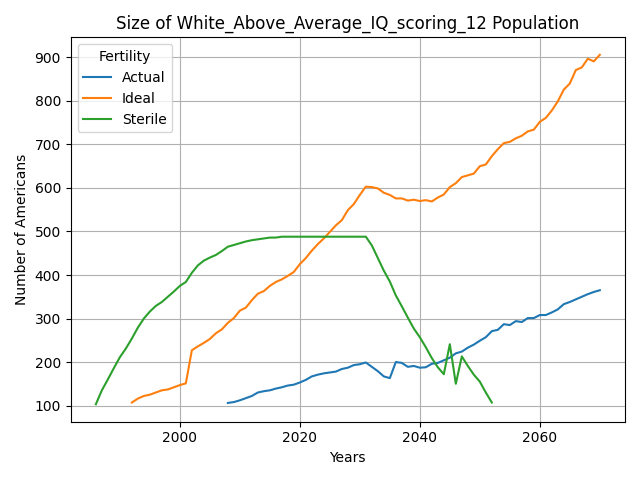 Size of White_Above_Average_IQ_scoring_12 Population
Fertility
Actual
Ideal
Sterile
Number of Americans
900
800
700
600
500
400
300
200
100
2000 2020 2040 2060
Years